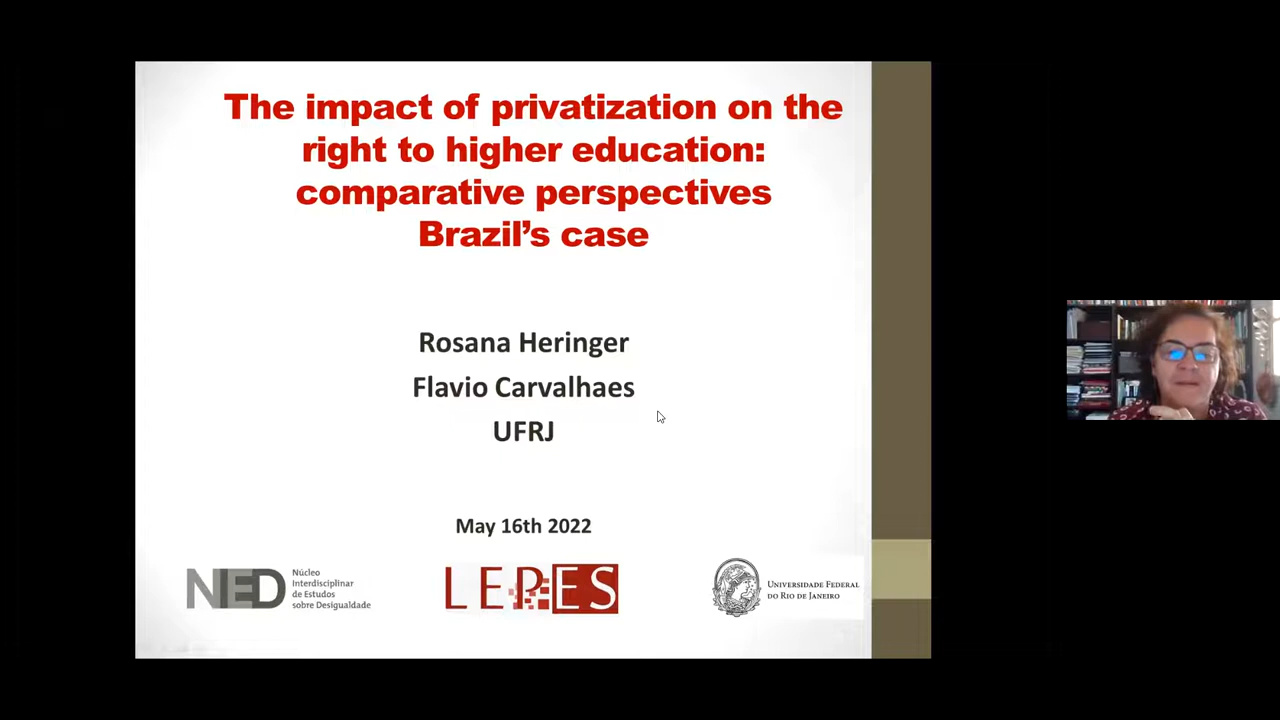 The impact of privatization on the
right to higher education:
comparative perspectives
Brazil’s case
Rosana Heringer
Flavio Carvalhaes
UFRJ
May 16th 2022
NIED
Núcleo
Interdisciplinar
de Estudos
sobre Desigualdade
LEPES
UNIVERSIDADE FEDERAL
DO RIO DE JANEIRO